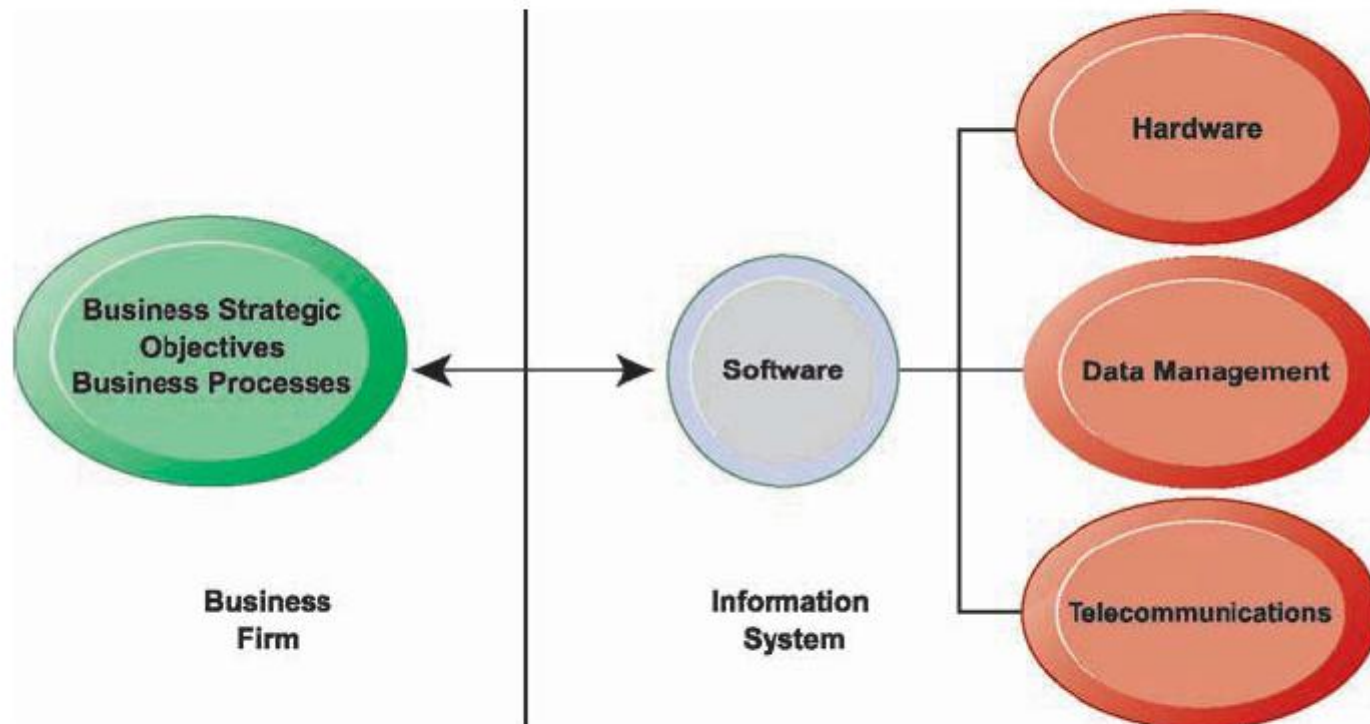 Business Strategic
Objectives
Business Processes
Software
Hardware
Data Management
Telecommunications
Business
Firm
Information
System